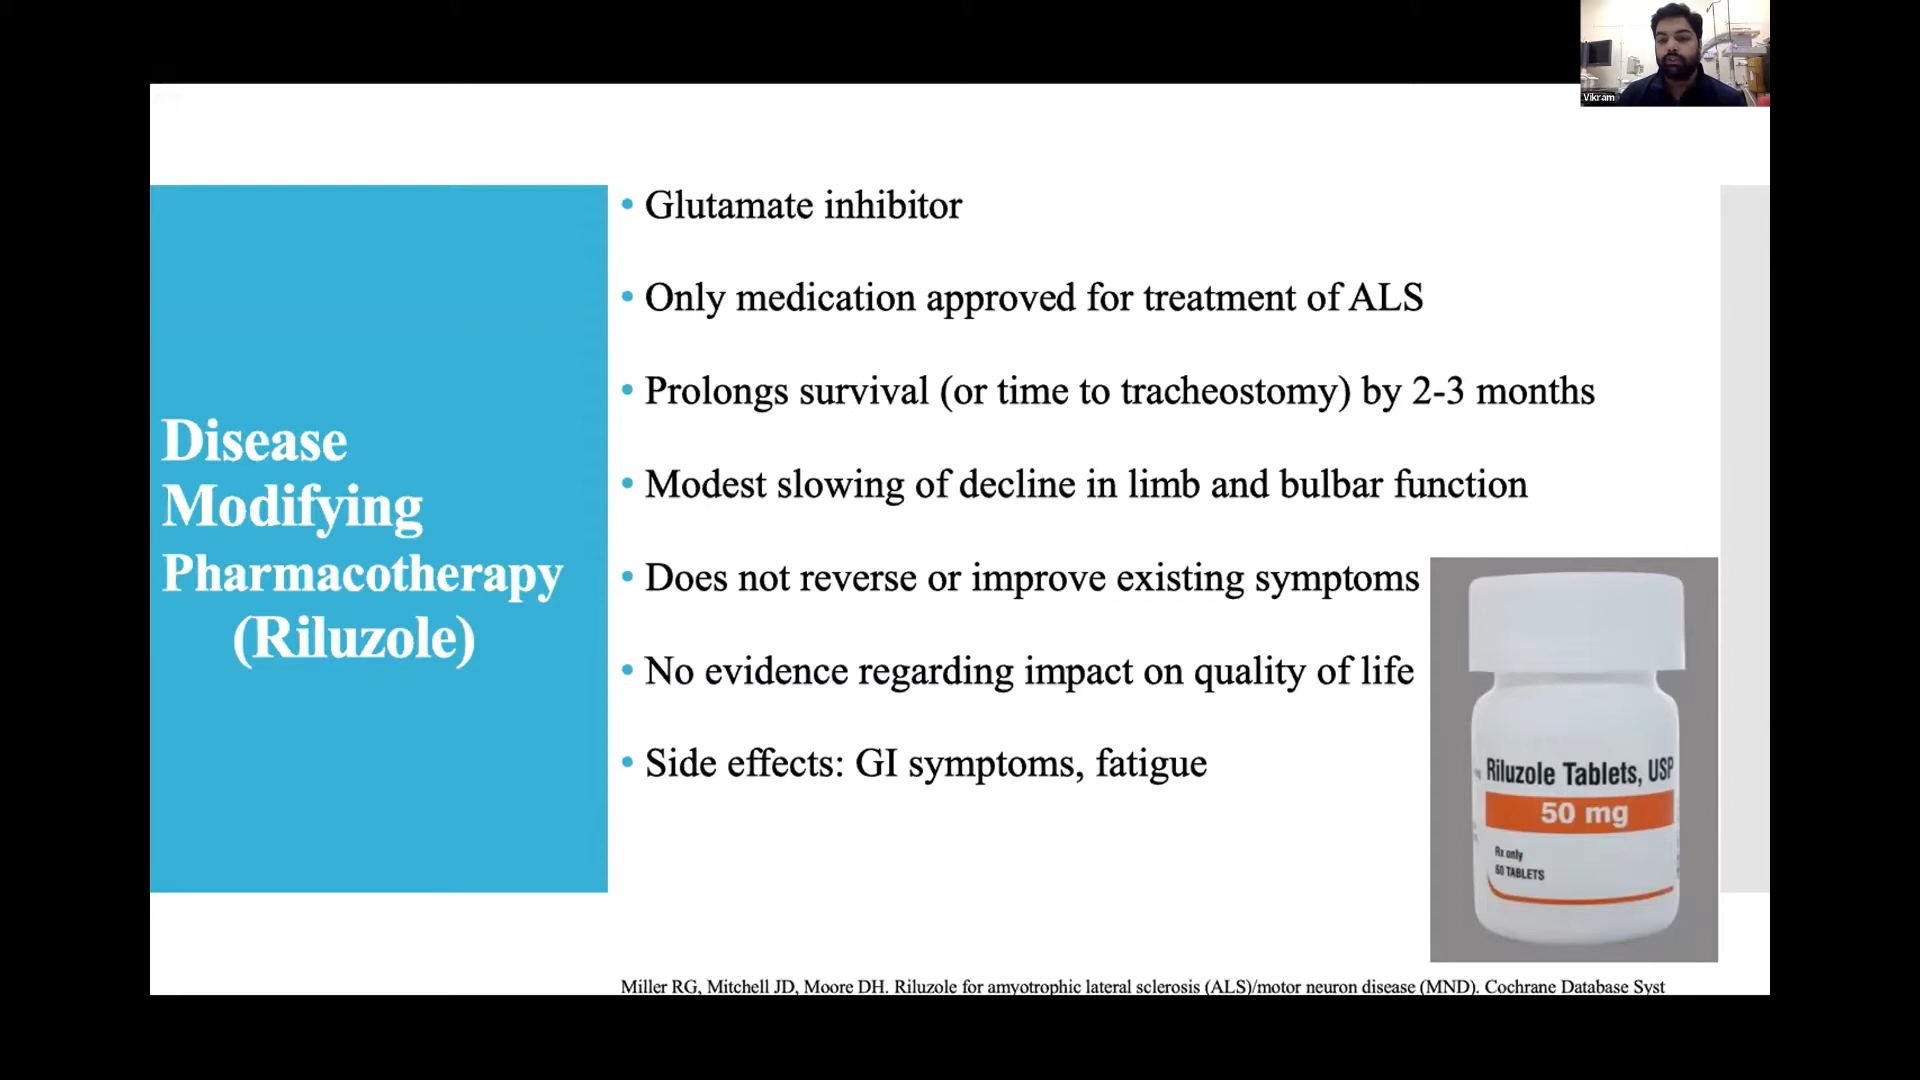 Vikram
Disease
Modifying
Pharmacotherapy
(Riluzole)
• Glutamate inhibitor
• Only medication approved for treatment of ALS
• Prolongs survival (or time to tracheostomy) by 2-3 months
• Modest slowing of decline in limb and bulbar function
• Does not reverse or improve existing symptoms
• No evidence regarding impact on quality of life
• Side effects: GI symptoms, fatigue
Riluzole Tablets, USP
50 mg
Rx only
60 TABLETS
Miller RG, Mitchell JD, Moore DH. Riluzole for amyotrophic lateral sclerosis (ALS)/motor neuron disease (MND). Cochrane Database Syst